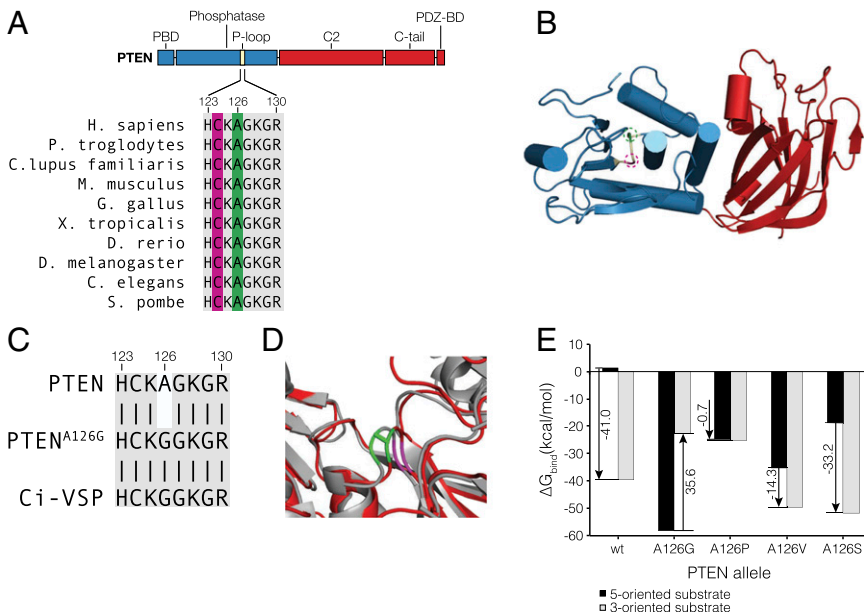 A
Phosphatase
PDZ-BD
PBD
P-loop
C2
C-tail
PTEN
123
126
130
H. sapiens HCKAGKGR
P. troglodytes HCKAGKGR
C.lupus familiaris HCKAGKGR
M. musculus HCKAGKGR
G. gallus HCKAGKGR
X. tropicalis HCKAGKGR
D. rerio HCKAGKGR
D. melanogaster HCKAGKGR
C. elegans HCKAGKGR
S. pombe HCKAGKGR
B
C
123 126 130
PTEN HCKAGKGR
PTENA126G HCKGGKGR
Ci-VSP HCKGGKGR
D
E
ΔGbind(kcal/mol)
10
0
-10
-20
-30
-40
-50
-60
-41.0
35.6
-0.7
-14.3
-33.2
wt A126G A126P A126V A126S
PTEN allele
5-oriented substrate
3-oriented substrate